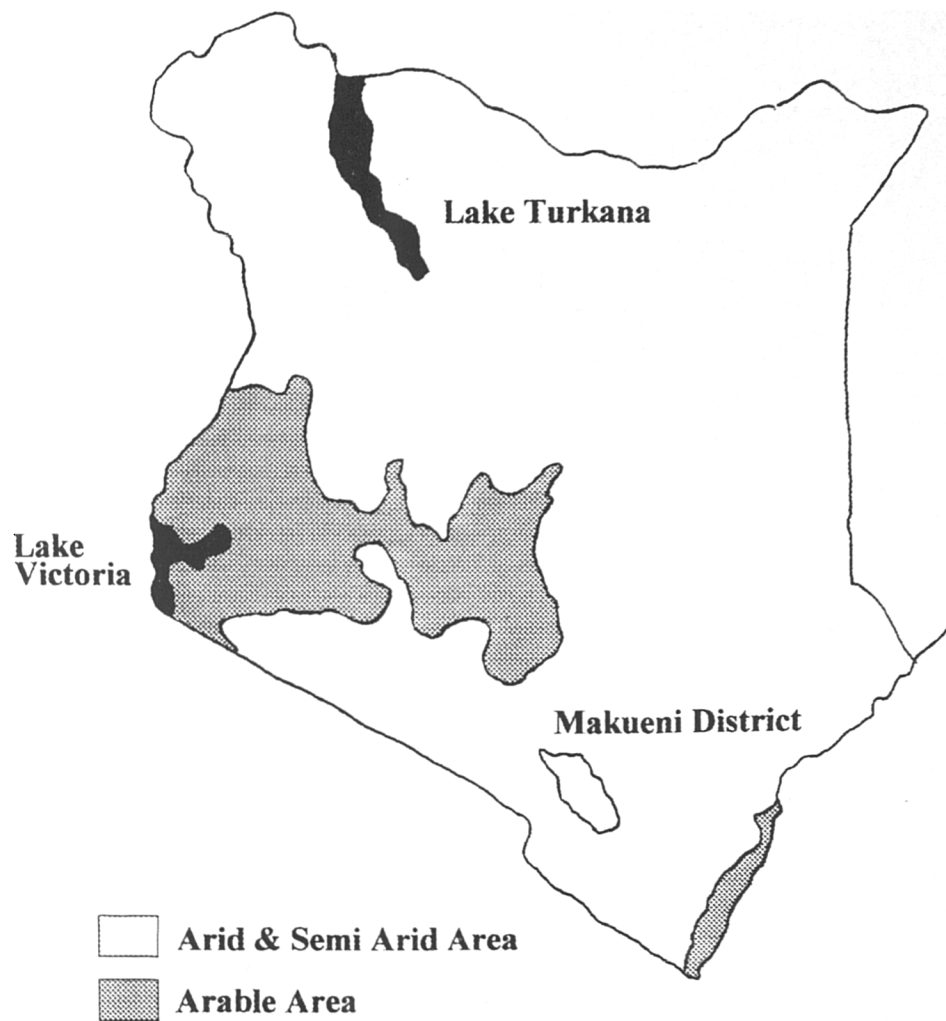 Lake Turkana
Lake
Victoria
Makueni District
Arid & Semi Arid Area
Arable Area